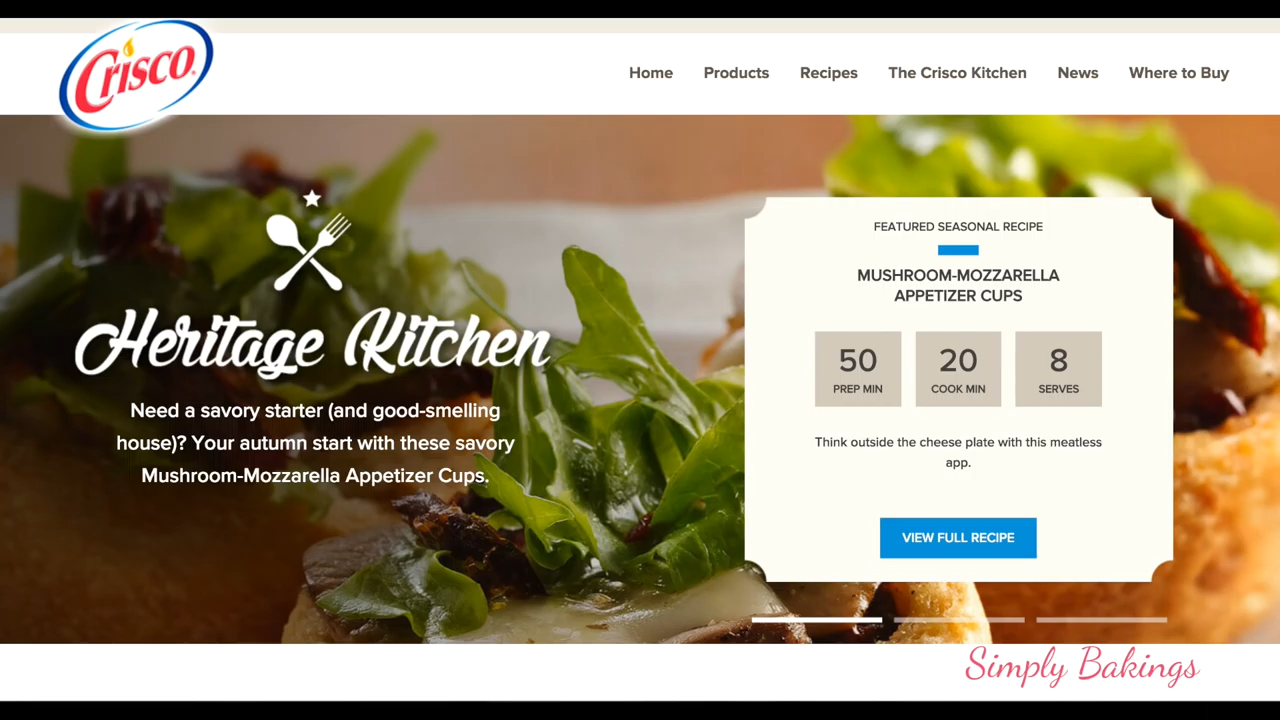 Crisco
Home Products Recipes The Crisco Kitchen News Where to Buy
Heritage Kitchen
Need a savory starter (and good-smelling
house)? Your autumn start with these savory
Mushroom-Mozzarella Appetizer Cups.
FEATURED SEASONAL RECIPE
MUSHROOM-MOZZARELLA
APPETIZER CUPS
50 20 8
PREP MIN COOK MIN SERVES
Think outside the cheese plate with this meatless
app.
VIEW FULL RECIPE
Simply Bakings